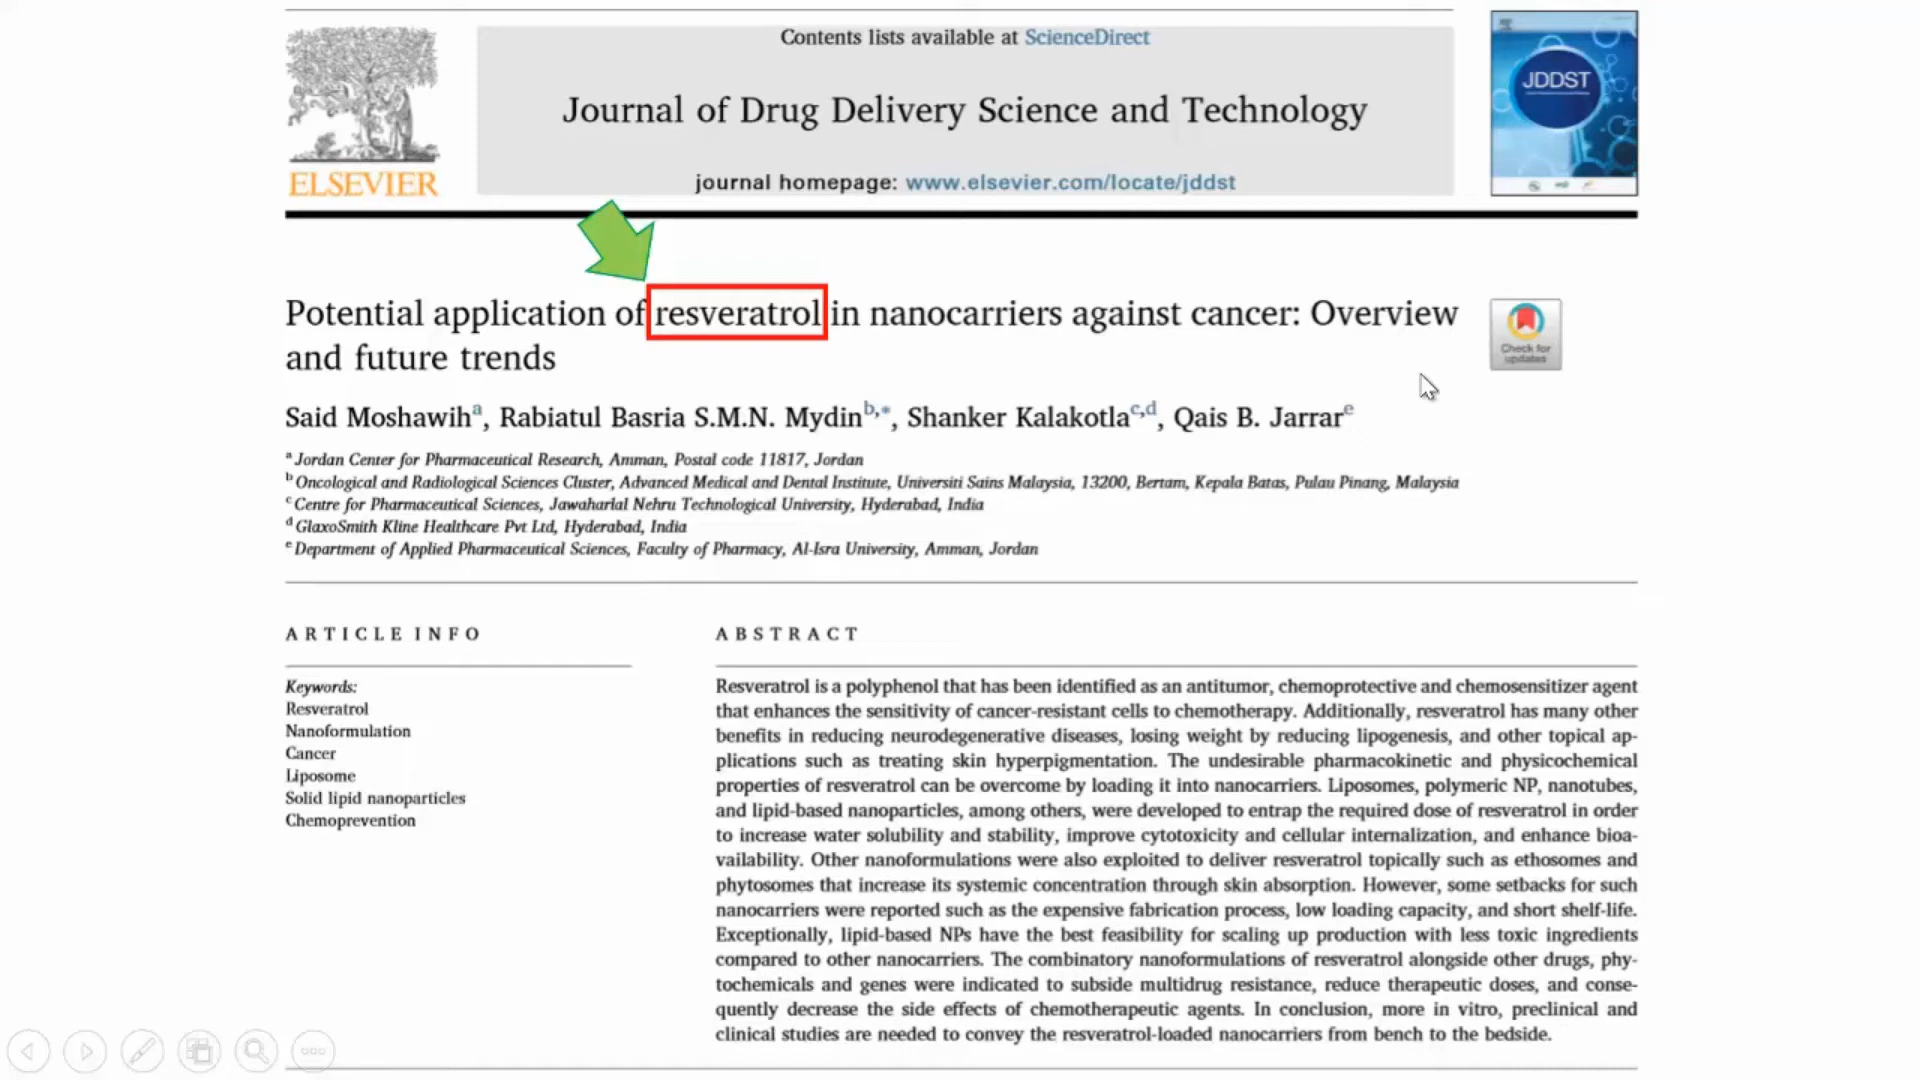 Contents lists available at ScienceDirect
Journal of Drug Delivery Science and Technology
journal homepage: www.elsevier.com/locate/jddst
ELSEVIER
JDDST
Potential application of resveratrol in nanocarriers against cancer: Overview
and future trends
Check for
updates
Said Moshawih a, Rabiatul Basria S.M.N. Mydin b,*, Shanker Kalakotla c,d, Qais B. Jarrar e
a Jordan Center for Pharmaceutical Research, Amman, Postal code 11817, Jordan
b Oncological and Radiological Sciences Cluster, Advanced Medical and Dental Institute, Universiti Sains Malaysia, 13200, Bertam, Kepala Batas, Pulau Pinang, Malaysia
c Centre for Pharmaceutical Sciences, Jawaharlal Nehru Technological University, Hyderabad, India
d GlaxoSmith Kline Healthcare Pvt Ltd, Hyderabad, India
e Department of Applied Pharmaceutical Sciences, Faculty of Pharmacy, Al-Isra University, Amman, Jordan
ARTICLE INFO
Keywords:
Resveratrol
Nanoformulation
Cancer
Liposome
Solid lipid nanoparticles
Chemoprevention
ABSTRACT
Resveratrol is a polyphenol that has been identified as an antitumor, chemoprotective and chemosensitizer agent
that enhances the sensitivity of cancer-resistant cells to chemotherapy. Additionally, resveratrol has many other
benefits in reducing neurodegenerative diseases, losing weight by reducing lipogenesis, and other topical ap-
plications such as treating skin hyperpigmentation. The undesirable pharmacokinetic and physicochemical
properties of resveratrol can be overcome by loading it into nanocarriers. Liposomes, polymeric NP, nanotubes,
and lipid-based nanoparticles, among others, were developed to entrap the required dose of resveratrol in order
to increase water solubility and stability, improve cytotoxicity and cellular internalization, and enhance bioa-
vailability. Other nanoformulations were also exploited to deliver resveratrol topically such as ethosomes and
phytosomes that increase its systemic concentration through skin absorption. However, some setbacks for such
nanocarriers were reported such as the expensive fabrication process, low loading capacity, and short shelf-life.
Exceptionally, lipid-based NPs have the best feasibility for scaling up production with less toxic ingredients
compared to other nanocarriers. The combinatory nanoformulations of resveratrol alongside other drugs, phy-
tochemicals and genes were indicated to subside multidrug resistance, reduce therapeutic doses, and conse-
quently decrease the side effects of chemotherapeutic agents. In conclusion, more in vitro, preclinical and
clinical studies are needed to convey the resveratrol-loaded nanocarriers from bench to the bedside.